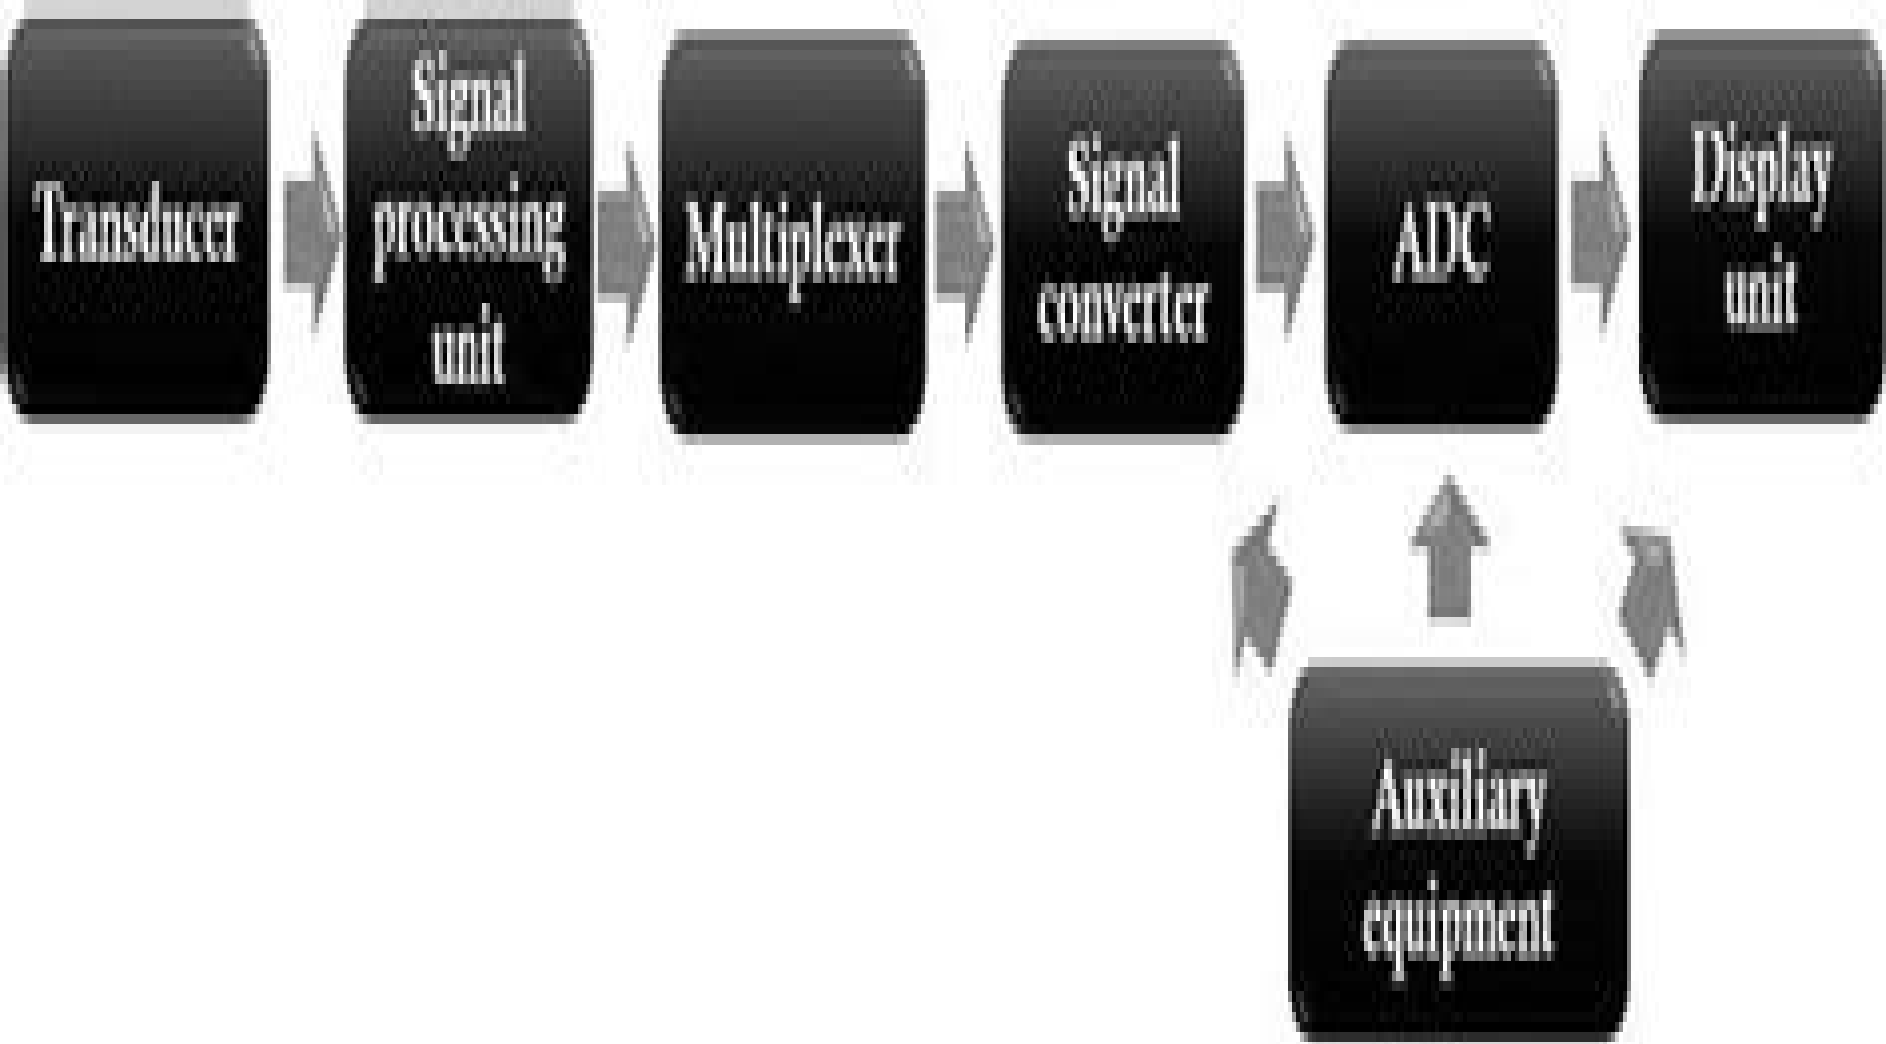 Transducer
Signal
processing
unit
Multiplexer
Signal
converter
ADC
Display
unit
Auxiliary
equipment